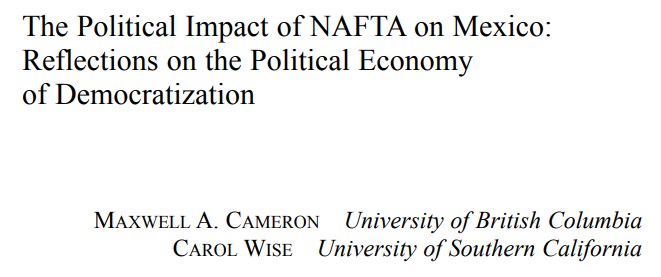 The Political Impact of NAFTA on Mexico:
Reflections on the Political Economy
of Democratization
MAXWELL A. CAMERON University of British Columbia
CAROL WISE University of Southern California